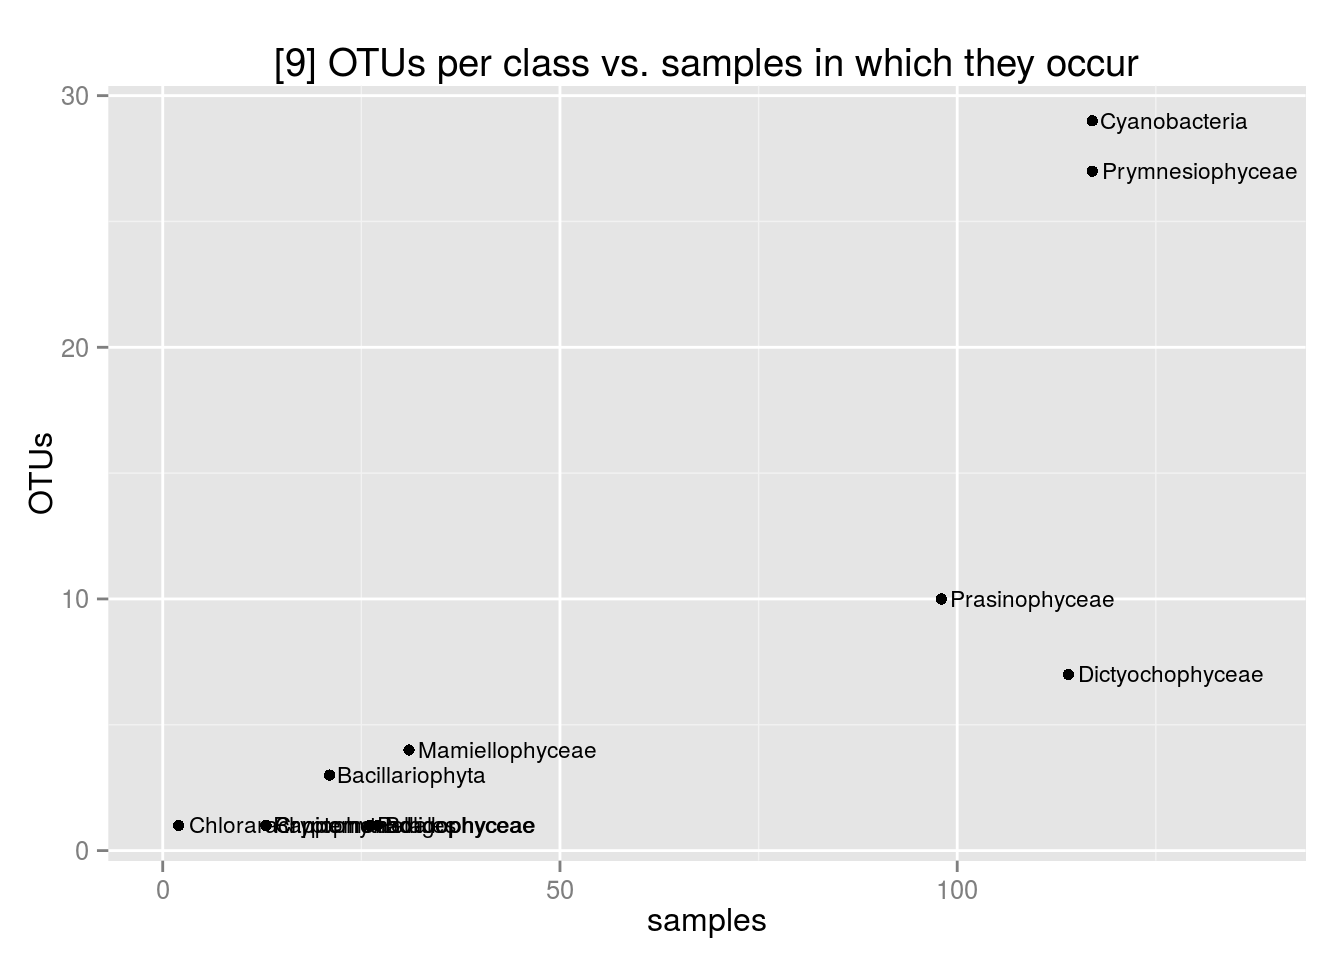 [9] OTUs per class vs. samples in which they occur
30
Cyanobacteria
Prymnesiophyceae
20
OTUs
10
Prasinophyceae
Dictyochophyceae
Mamiellophyceae
Bacillariophyta
0
0 50 100
samples